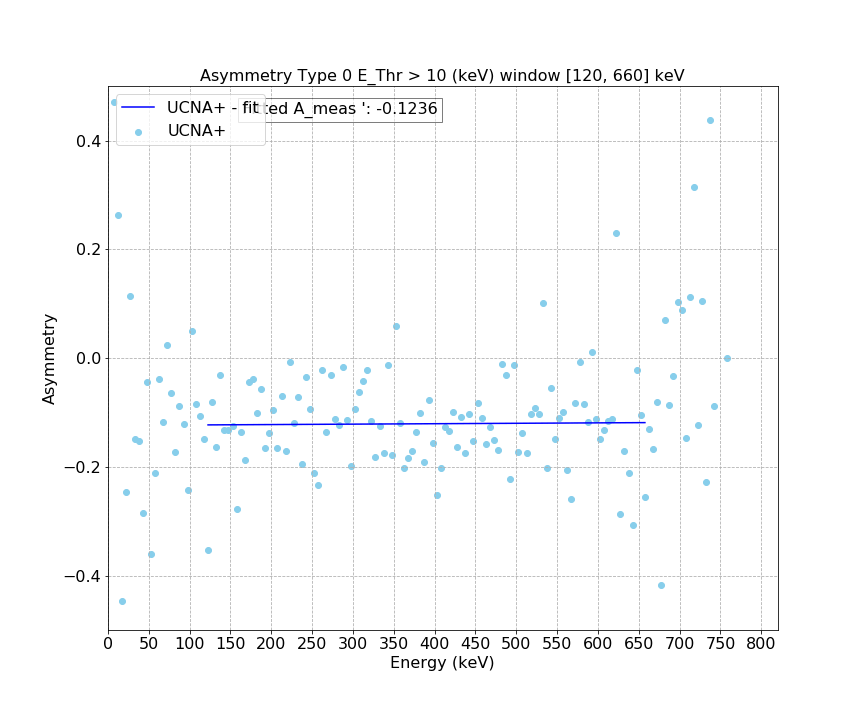 Asymmetry Type 0 E_Thr > 10 (keV) window [120, 660] keV
UCNA+ - fit
tted A_meas ': -0.1236
UCNA+
Asymmetry
0.4
0.2
0.0
−0.2
−0.4
0 50 100 150 200 250 300 350 400 450 500 550 600 650 700 750 800
Energy (keV)